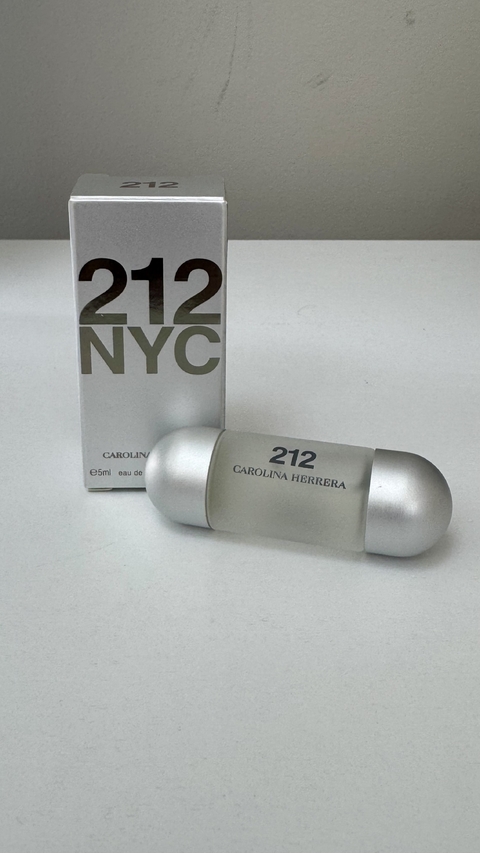 212
212
NYC
CAROLINA
℮5ml eau de
212
CAROLINA HERRERA